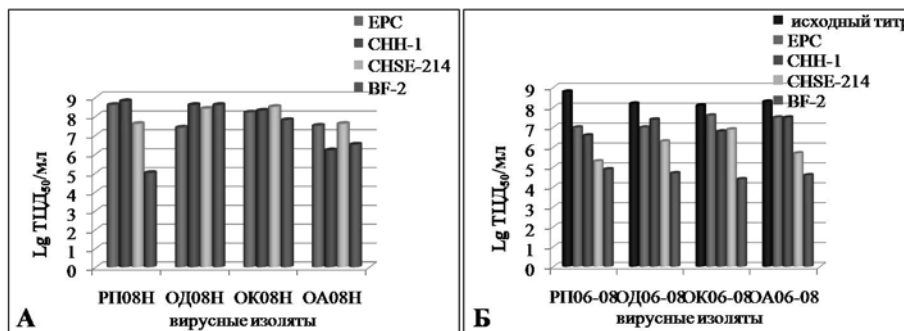 EPC
CHH-1
CHSE-214
BF-2
9
8
7
6
5
4
3
2
1
0
Lg ТЦД50/мл
РП08Н ОД08Н ОК08Н ОА08Н
вирусные изоляты
А
исходный титр
EPC
CHH-1
CHSE-214
BF-2
9
8
7
6
5
4
3
2
1
0
Lg ТЦД50/мл
РП06-08 ОД06-08 ОК06-08 ОА06-08
вирусные изоляты
Б